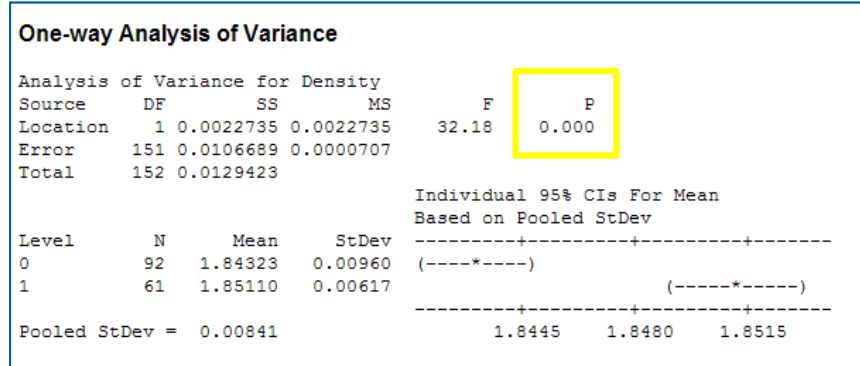 One-way Analysis of Variance
Analysis of Variance for Density
Source DF SS MS F P
Location 1 0.0022735 0.0022735 32.18 0.000
Error 151 0.0106689 0.0000707
Total 152 0.0129423
Individual 95% CIs For Mean
Based on Pooled StDev
Level N Mean StDev ---------+---------+---------+-------
0 92 1.84323 0.00960 (----*----)
1 61 1.85110 0.00617 (-----*-----)
---------+---------+---------+-------
Pooled StDev = 0.00841 1.8445 1.8480 1.8515